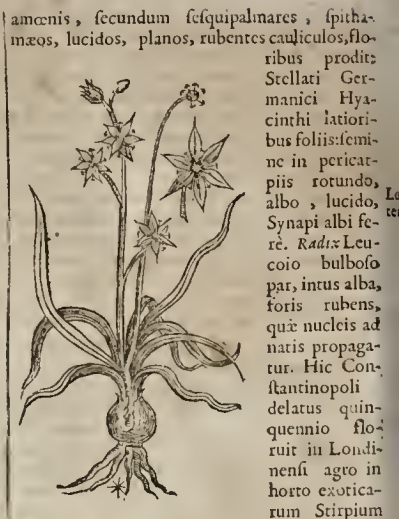 amœnis, ſecundum ſeſquipalmares, ſpitha-
mæos, lucidos, planos, rubentes cauliculos, flo-
ribus prodit:
Stellati Ger-
manici Hya-
cinthi latiori-
bus foliis: ſemi-
ne in pericar-
piis rotundo,
albo, lucido,
Synapi albi fe-
rè. Radix Leu-
coio bulboſo
par, intus alba,
foris rubens,
quæ nucleis ad
natis propaga-
tur. Hic Con-
ſtantinopoli
delatus quin-
quennio flo-
ruit in Londi-
nenſi agro in
horto exotica-
rum Stirpium